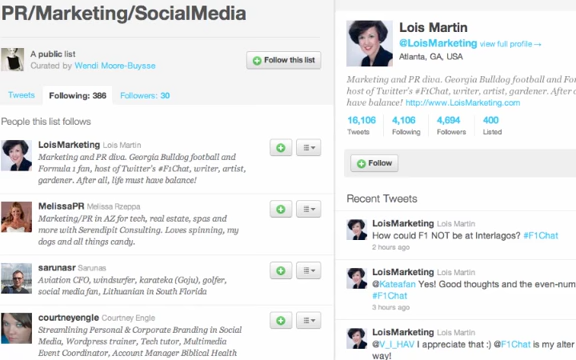 PR/Marketing/SocialMedia
A public list
Curated by Wendi Moore-Buysse
Follow this list
Tweets
Following: 386
Followers: 30
People this list follows
LoisMarketing Lois Martin
Marketing and PR diva. Georgia Bulldog football and
Formula 1 fan, host of Twitter's #F1Chat, writer, artist,
gardener. After all, life must have balance!
MelissaPR Melissa Rzeppa
Marketing/PR in AZ for tech, real estate, spas and
more with Serendipit Consulting. Loves spinning, my
dogs and all things candy.
sarunasr Sarunas
Aviation CFO, windsurfer, karateka (Goju), golfer,
social media fan, Lithuanian in South Florida
courtneyengle Courtney Engle
Streamlining Personal & Corporate Branding in Social
Media, Wordpress trainer, Tech tutor, Multimedia
Event Coordinator, Account Manager Biblical Health
Lois Martin
@LoisMarketing view full profile →
Atlanta, GA, USA
Marketing and PR diva. Georgia Bulldog football and For
host of Twitter's #F1Chat, writer, artist, gardener. After
have balance! http://www.LoisMarketing.com
16,106 4,106 4,694 400
Tweets Following Followers Listed
Follow
Recent Tweets
LoisMarketing Lois Martin
How could F1 NOT be at Interlagos? #F1Chat
2 hours ago
LoisMarketing Lois Martin
@Kateafan Yes! Good thoughts and the even-num
#F1Chat
3 hours ago
LoisMarketing Lois Martin
@V_I_HAV I appreciate that :) @F1Chat is my alter
way!